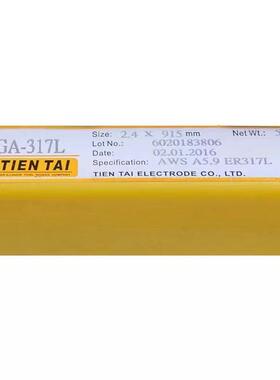 GA-317L
TIEN TAI
Size: 2.4 X 915 mm Net Wt.:
Lot No.: 6020183806
Date: 02.01.2016
Specification: AWS A5.9 ER317L
TIEN TAI ELECTRODE CO., LTD.